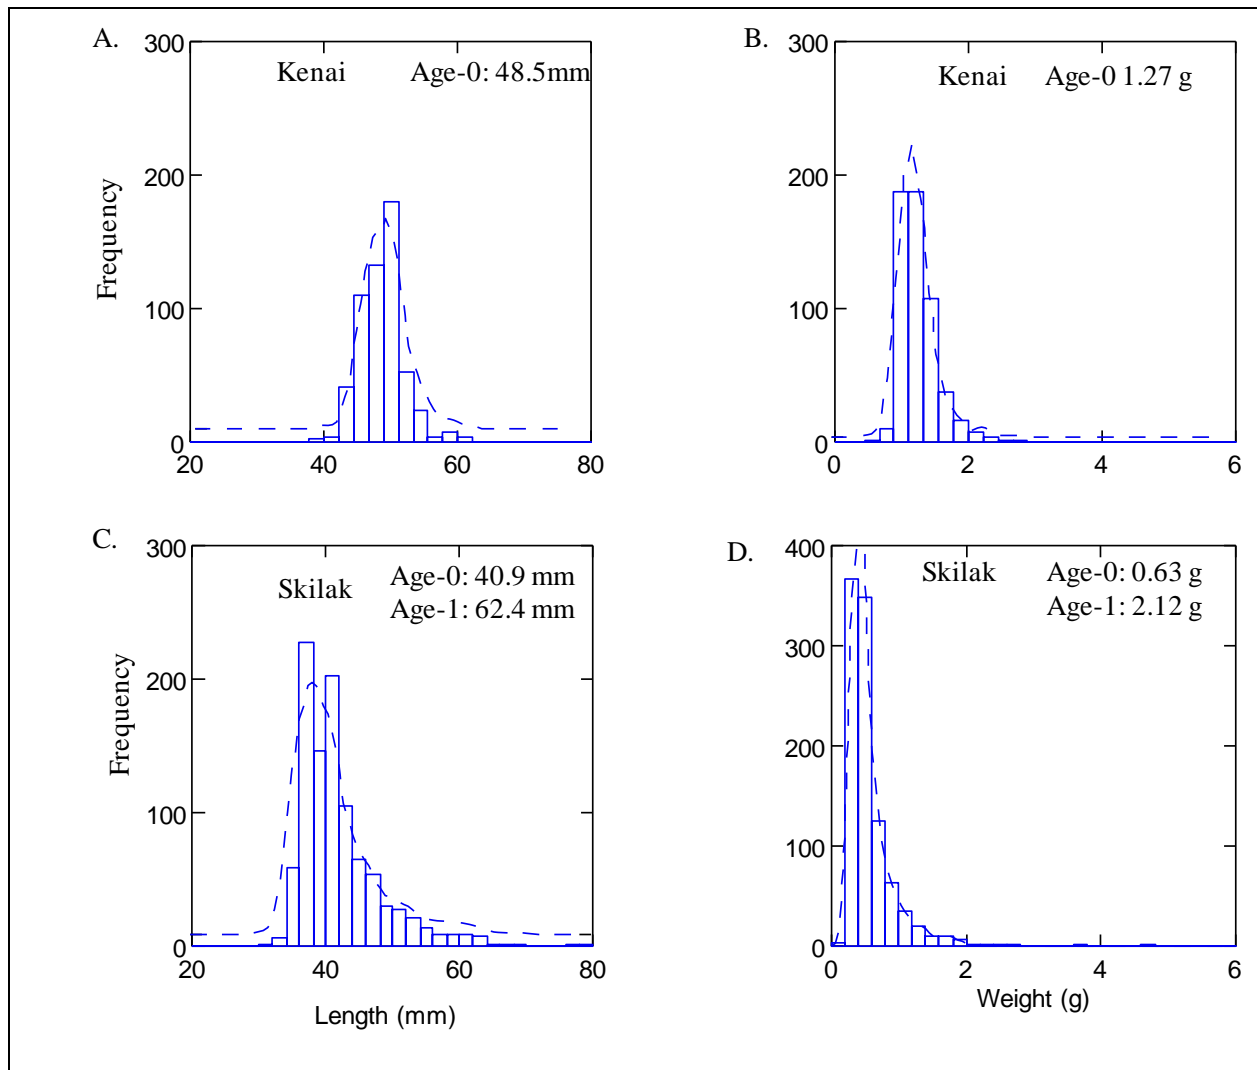 A.
300
Kenai Age-0: 48.5mm
200
Frequency
100
0
20 40 60 80
B.
300
Kenai Age-0 1.27 g
200
100
0
0 2 4 6
C.
300
Age-0: 40.9 mm
Skilak
Age-1: 62.4 mm
200
Frequency
100
0
20 40 60 80
Length (mm)
D.
400
Skilak Age-0: 0.63 g
Age-1: 2.12 g
300
200
100
0
0 2 4 6
Weight (g)